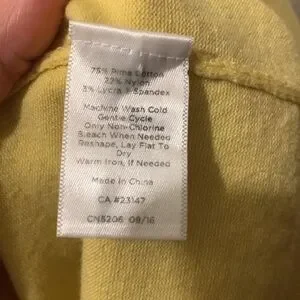 75% Pima Cotton
22% Nylon
3% Lycra® Spandex
Machine Wash Cold
Gentle Cycle
Only Non-Chlorine
Bleach When Needed
Reshape, Lay Flat To
Dry
Warm Iron, If Needed
Made in China
CA #23147
CN5206 09/16